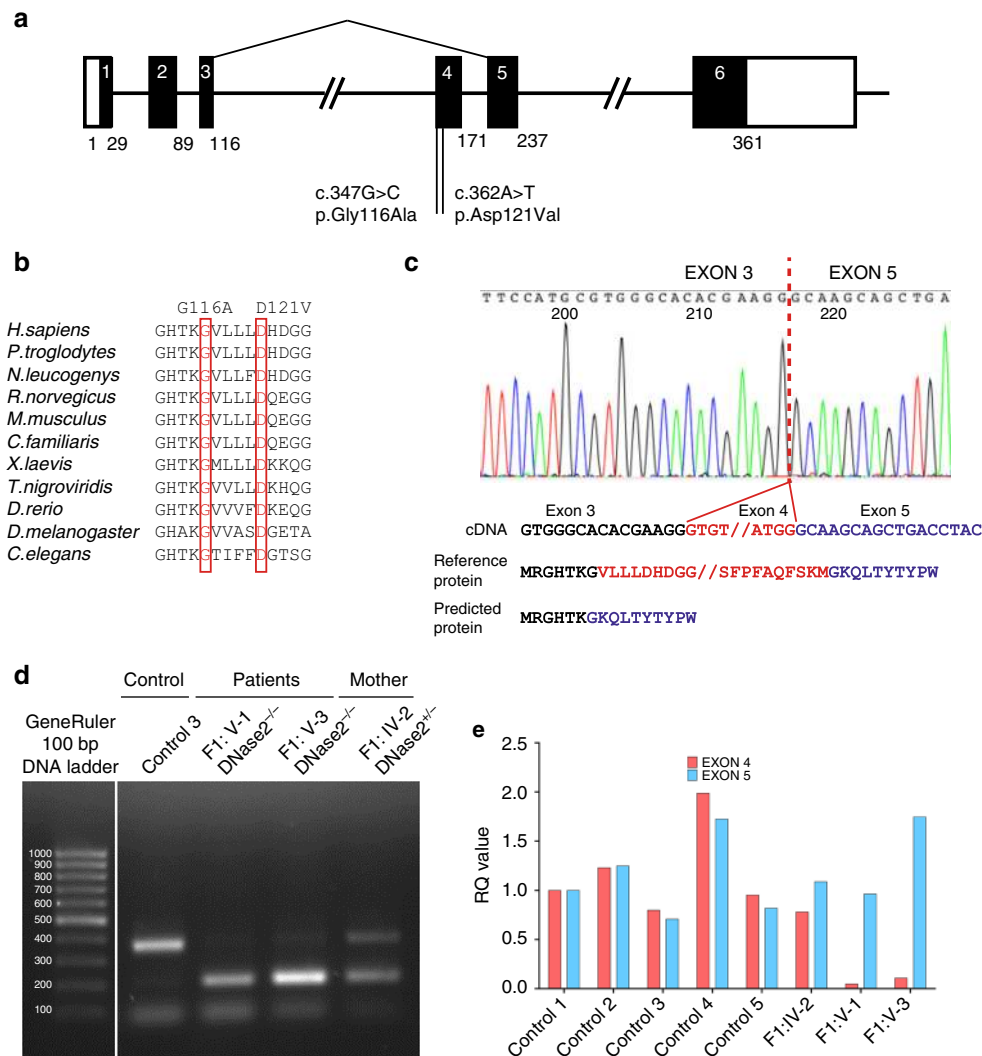 a
1 2 3 4 5 6
1 29 89 116 171 237 361
c.347G>C c.362A>T
p.Gly116Ala p.Asp121Val
b
G116A D121V
H.sapiens GHTKGVLLLDHDGG
P.troglodytes GHTKGVLLLDHDGG
N.leucogenys GHTKGVLLFDHDGG
R.norvegicus GHTKGVLLLDQEGG
M.musculus GHTKGVLLLDQEGG
C.familiaris GHTKGVLLLDQEGG
X.laevis GHTKGMLLLDKKQG
T.nigroviridis GHTKGVVLLDKHQG
D.rerio GHTKGVVVFDKEQG
D.melanogaster GHAKGVVASDGETA
C.elegans GHTKGTIFFDGTSG
c
EXON 3 EXON 5
TTCCATGCGTGGGCACACGAAGGGCAAGCAGCTGA
200 210 220
Exon 3 Exon 4 Exon 5
cDNA GTGGGCACACGAAGGGTGT//ATGGGCAAGCAGCTGACCTAC
Reference
protein
MRGHTKGVLLLDHDGG//SFPFAQFSKMGKQLTYTYPW
Predicted
protein
MRGHTKGKQLTYTYPW
d
Control Patients Mother
GeneRuler
100 bp
DNA ladder
Control 3
F1: V-1
DNase2-/-
F1: V-3
DNase2-/-
F1: IV-2
DNase2+/-
1000
900
800
700
600
500
400
300
200
100
e
EXON 4
EXON 5
RQ value
2.5
2.0
1.5
1.0
0.5
0.0
Control 1
Control 2
Control 3
Control 4
Control 5
F1:IV-2
F1:V-1
F1:V-3